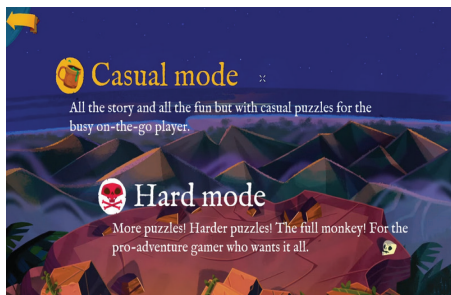 Casual mode
All the story and all the fun but with casual puzzles for the
busy on-the-go player.
Hard mode
More puzzles! Harder puzzles! The full monkey! For the
pro-adventure gamer who wants it all.